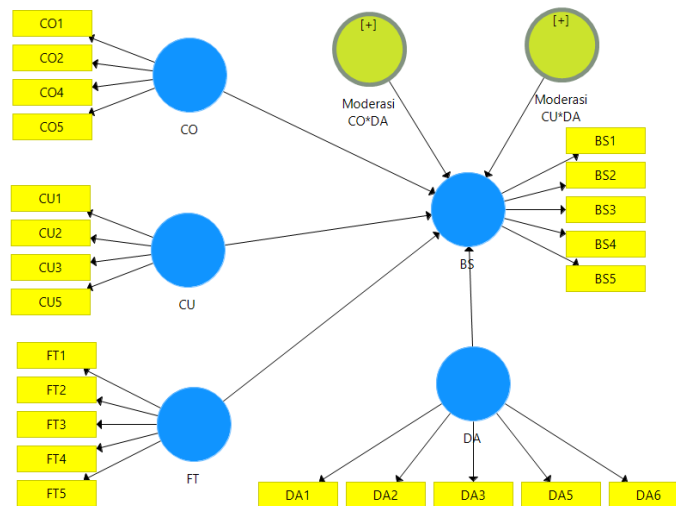 CO1
CO2
CO4
CO5
CO
[+]
Moderasi
CO*DA
[+]
Moderasi
CU*DA
BS1
BS2
BS3
BS4
BS5
BS
CU1
CU2
CU3
CU5
CU
FT1
FT2
FT3
FT4
FT5
FT
DA
DA1
DA2
DA3
DA5
DA6